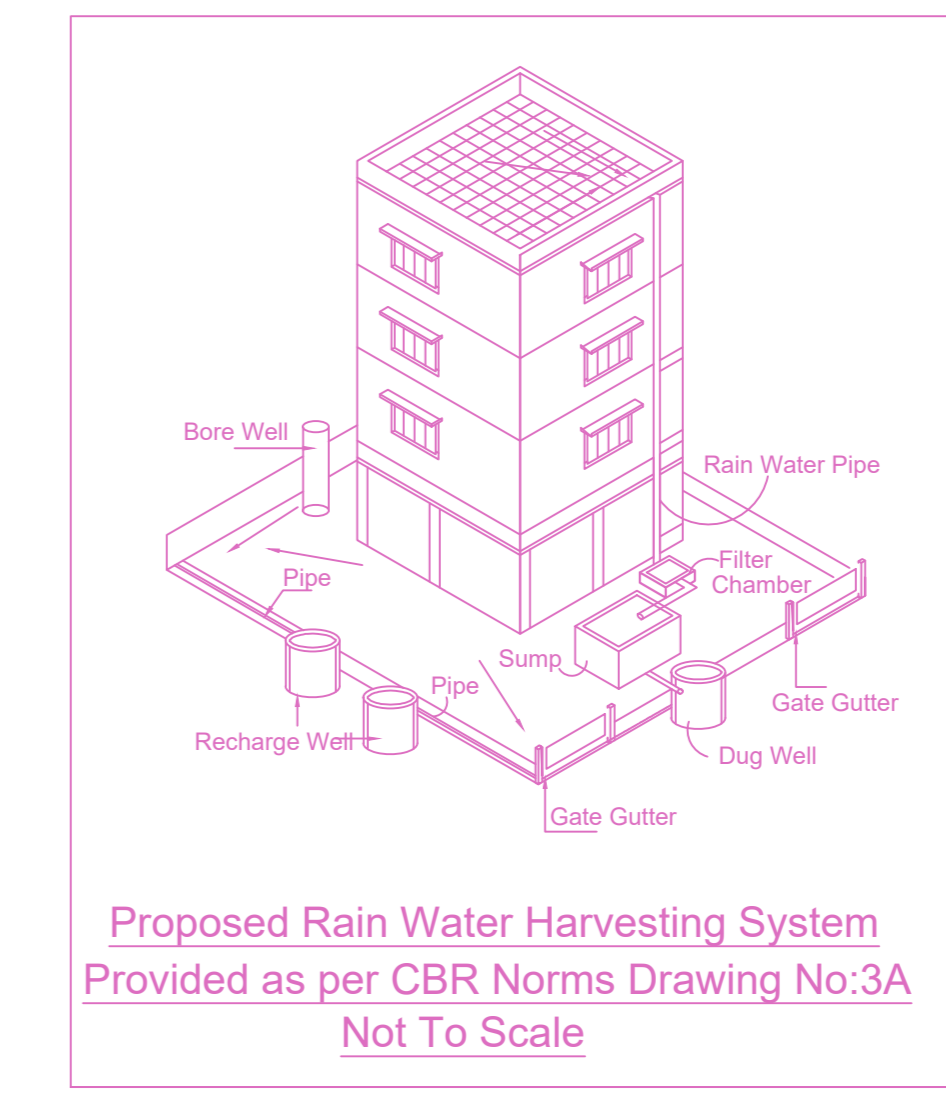 Bore Well
Rain Water Pipe
Filter
Chamber
Pipe
Sump
Pipe
Gate Gutter
Recharge Well
Dug Well
Gate Gutter
Proposed Rain Water Harvesting System
Provided as per CBR Norms Drawing No:3A
Not To Scale